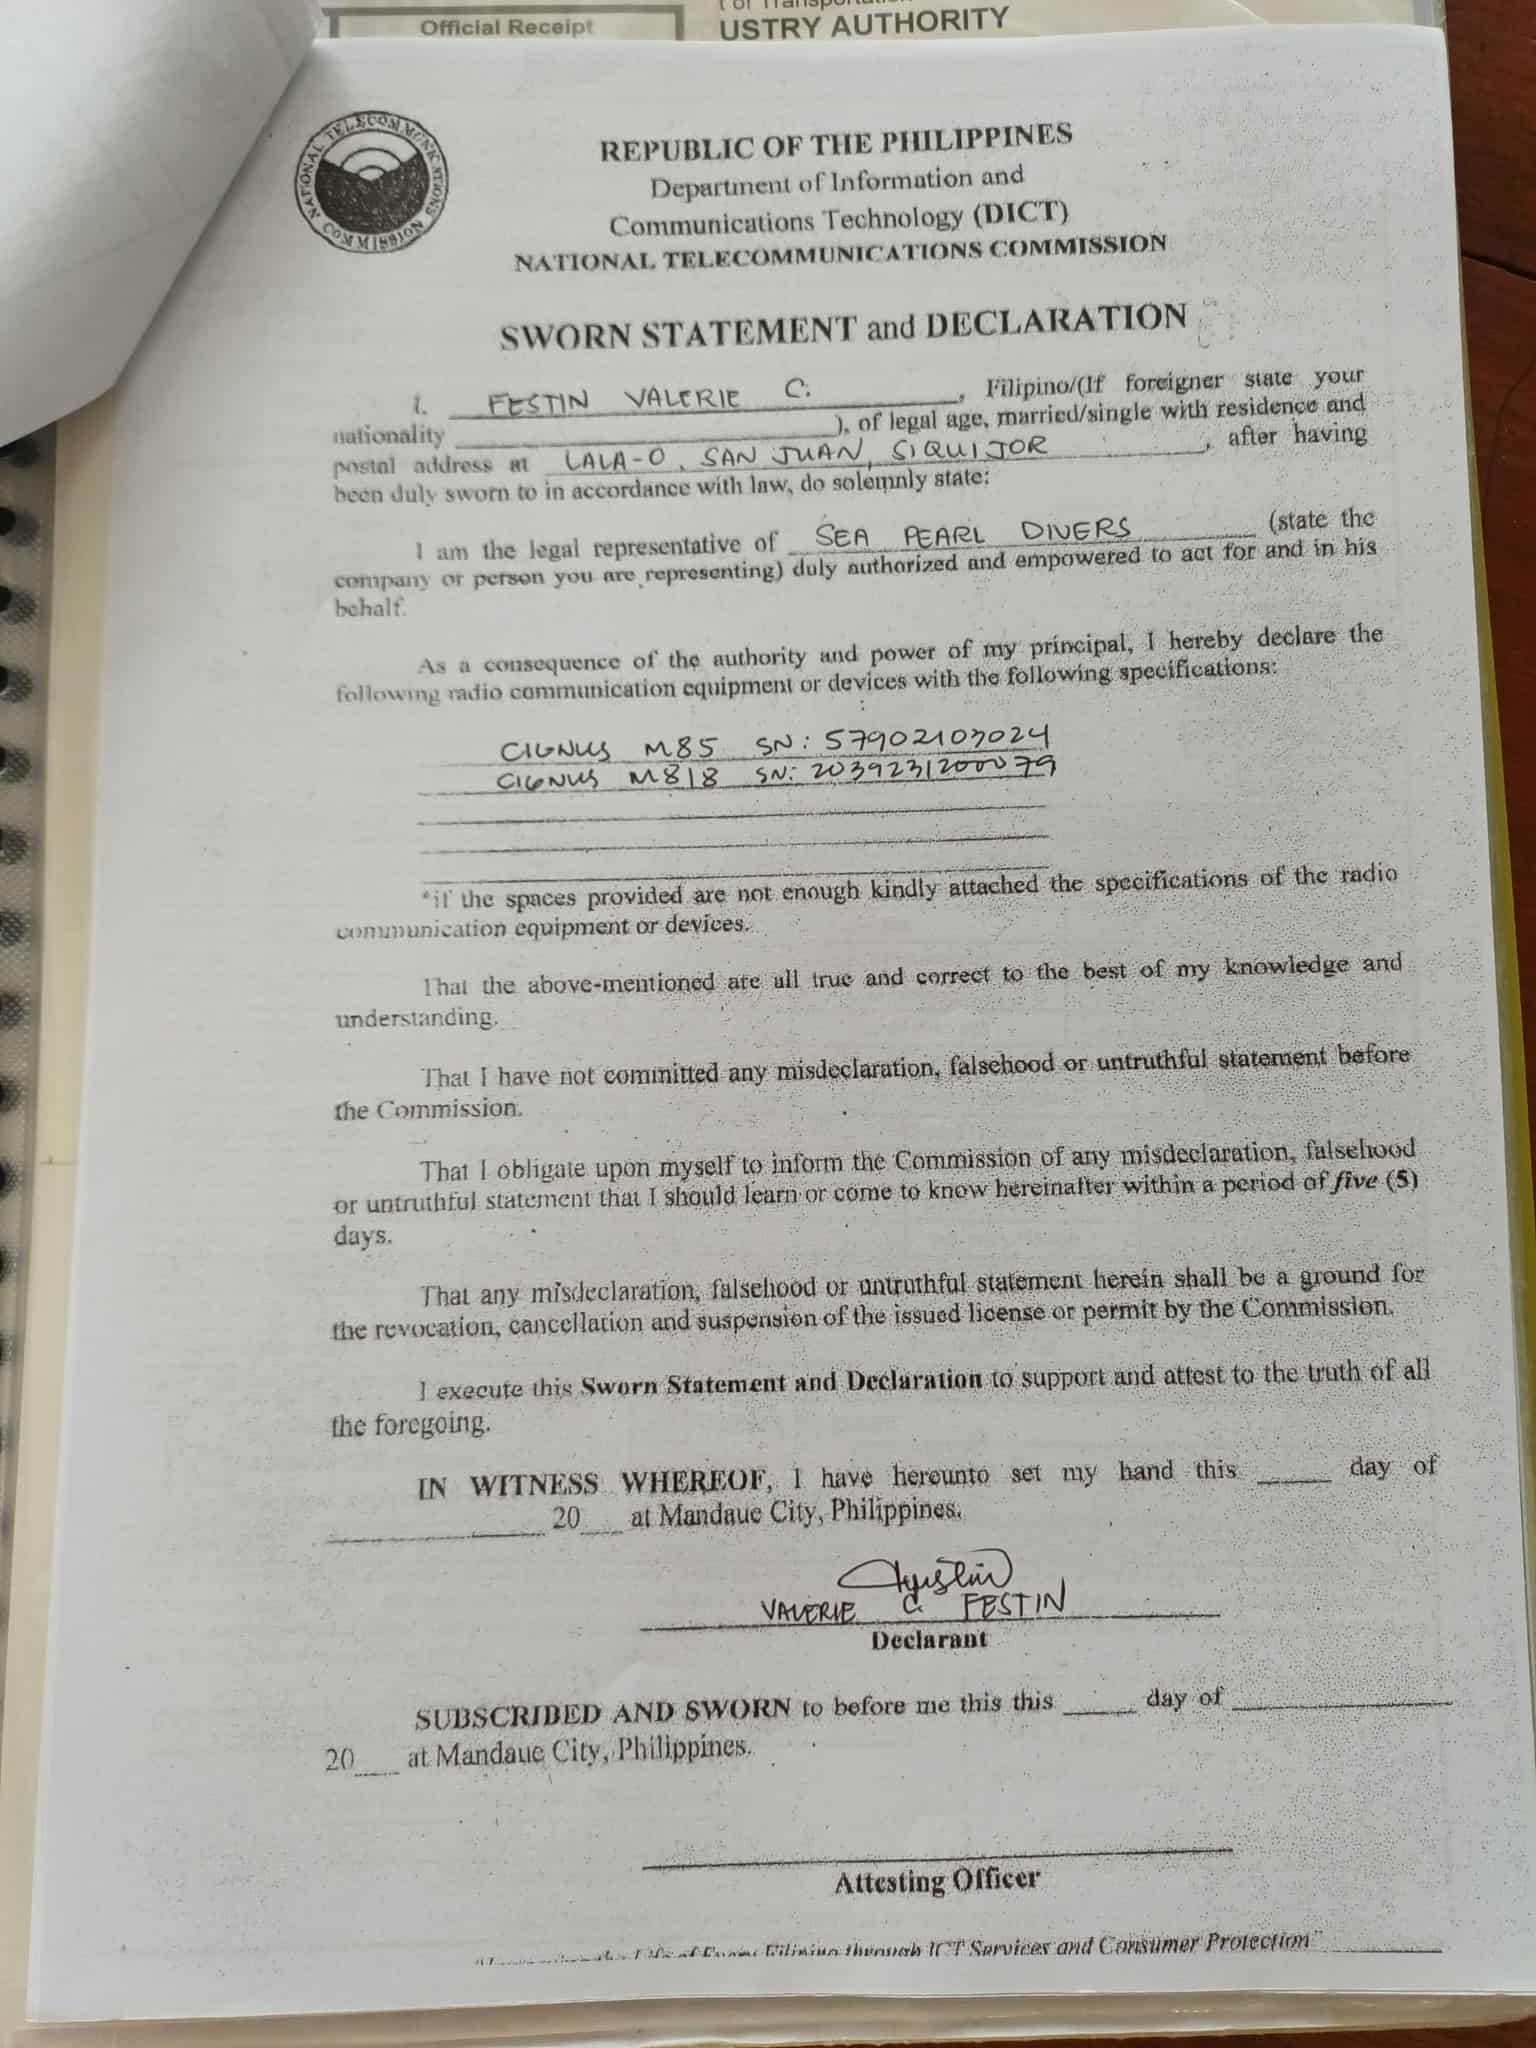 Official Receipt
USTRY AUTHORITY
NATIONAL TELECOMMUNICATIONS COMMISSION
REPUBLIC OF THE PHILIPPINES
Department of Information and
Communications Technology (DICT)
NATIONAL TELECOMMUNICATIONS COMMISSION
SWORN STATEMENT and DECLARATION
I. FESTIN VALERIE C. , Filipino/(If foreigner state your
nationality ), of legal age, married/single with residence and
postal address at LALA-O, SAN JUAN, SIQUIJOR , after having
been duly sworn to in accordance with law, do solemnly state:
I am the legal representative of SEA PEARL DIVERS (state the
company or person you are representing) duly authorized and empowered to act for and in his
behalf.
As a consequence of the authority and power of my principal, I hereby declare the
following radio communication equipment or devices with the following specifications:
CIGNUS M85 SN: 57902103024
CIGNUS M818 SN: 2039231200079
*if the spaces provided are not enough kindly attached the specifications of the radio
communication equipment or devices.
That the above-mentioned are all true and correct to the best of my knowledge and
understanding.
That I have not committed any misdeclaration, falsehood or untruthful statement before
the Commission.
That I obligate upon myself to inform the Commission of any misdeclaration, falsehood
or untruthful statement that I should learn or come to know hereinafter within a period of five (5)
days.
That any misdeclaration, falsehood or untruthful statement herein shall be a ground for
the revocation, cancellation and suspension of the issued license or permit by the Commission.
I execute this Sworn Statement and Declaration to support and attest to the truth of all
the foregoing.
IN WITNESS WHEREOF, I have hereunto set my hand this ____ day of
____ 20__ at Mandaue City, Philippines.
VALERIE C. FESTIN
Declarant
SUBSCRIBED AND SWORN to before me this this ____ day of ____
20__ at Mandaue City, Philippines.
Attesting Officer
Life of Every Filipino through ICT Services and Consumer Protection"